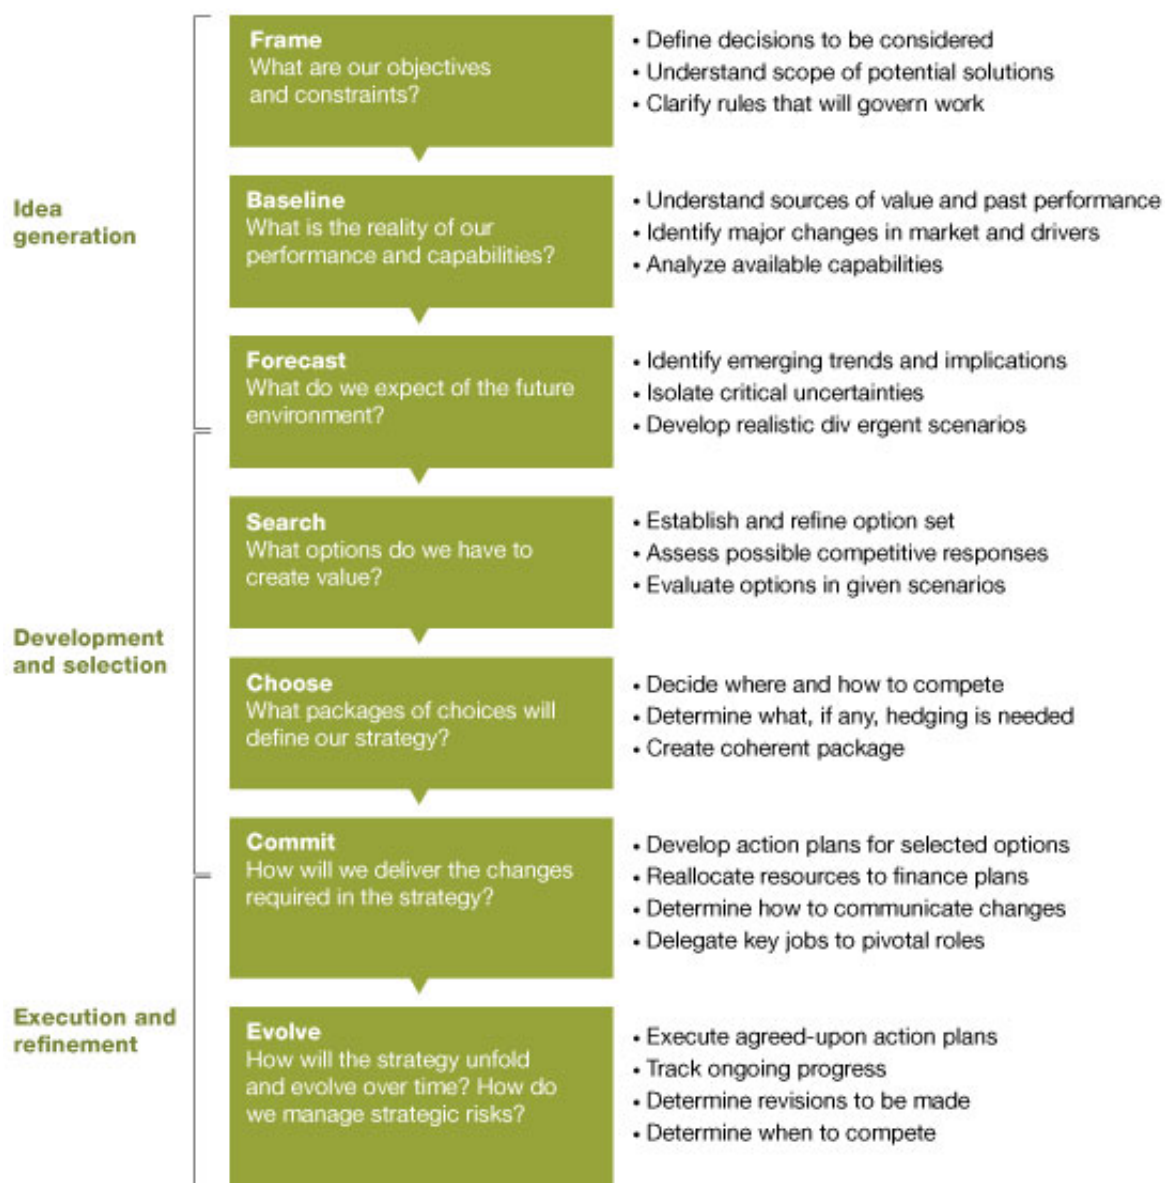 Idea
generation
Frame
What are our objectives
and constraints?
• Define decisions to be considered
• Understand scope of potential solutions
• Clarify rules that will govern work
Baseline
What is the reality of our
performance and capabilities?
• Understand sources of value and past performance
• Identify major changes in market and drivers
• Analyze available capabilities
Forecast
What do we expect of the future
environment?
• Identify emerging trends and implications
• Isolate critical uncertainties
• Develop realistic div ergent scenarios
Development
and selection
Search
What options do we have to
create value?
• Establish and refine option set
• Assess possible competitive responses
• Evaluate options in given scenarios
Choose
What packages of choices will
define our strategy?
• Decide where and how to compete
• Determine what, if any, hedging is needed
• Create coherent package
Commit
How will we deliver the changes
required in the strategy?
• Develop action plans for selected options
• Reallocate resources to finance plans
• Determine how to communicate changes
• Delegate key jobs to pivotal roles
Execution and
refinement
Evolve
How will the strategy unfold
and evolve over time? How do
we manage strategic risks?
• Execute agreed-upon action plans
• Track ongoing progress
• Determine revisions to be made
• Determine when to compete